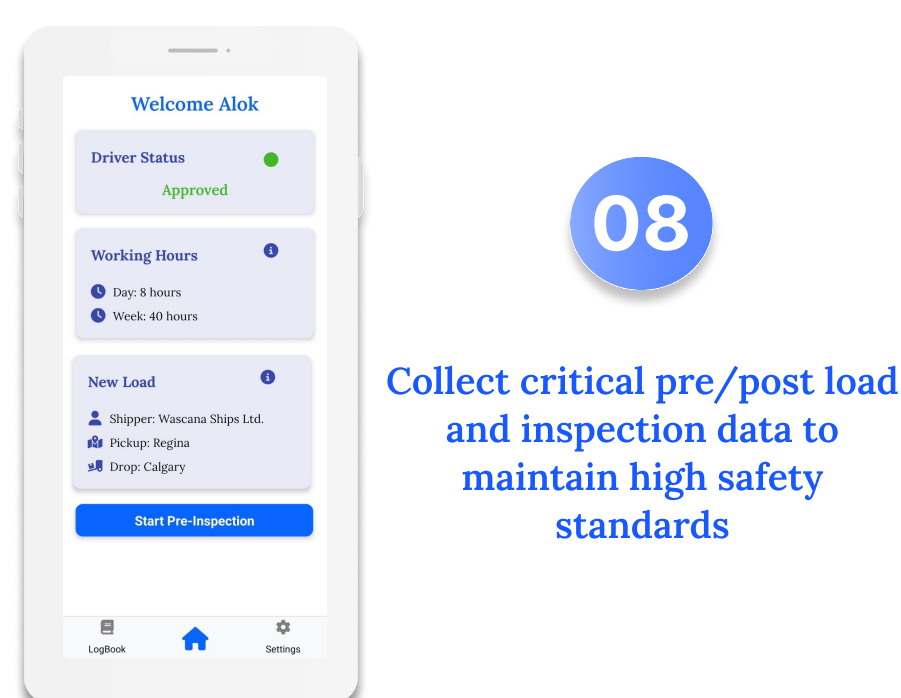 Welcome Alok
Driver Status
Approved
Working Hours
Day: 8 hours
Week: 40 hours
New Load
Shipper: Wascana Ships Ltd.
Pickup: Regina
Drop: Calgary
Start Pre-Inspection
LogBook
Settings
08
Collect critical pre/post load
and inspection data to
maintain high safety
standards